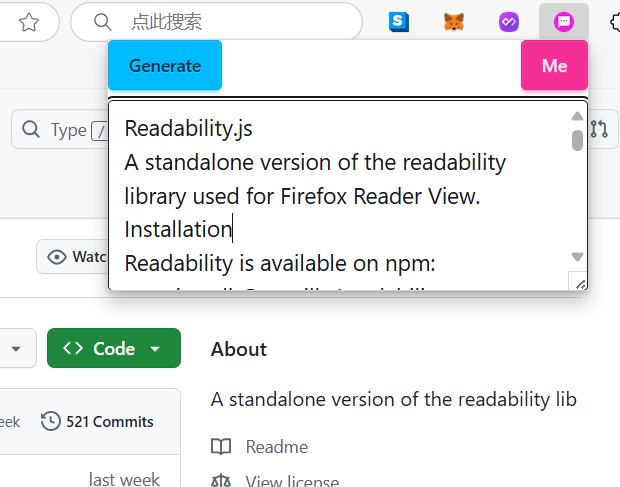 点此搜索
Generate
Me
Type /
Readability.js
A standalone version of the readability
library used for Firefox Reader View.
Installation
Readability is available on npm:
Watc
Code
About
A standalone version of the readability lib
eek
521 Commits
Readme
last week
View license